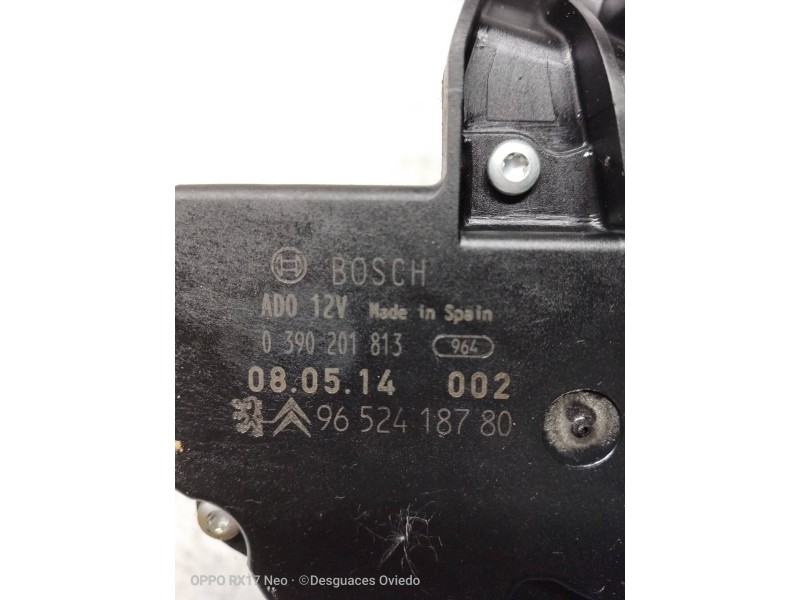 BOSCH
ADO 12V Made in Spain
0 390 201 813 964
08.05.14 002
96 524 187 80
OPPO RX17 Neo · ©Desguaces Oviedo